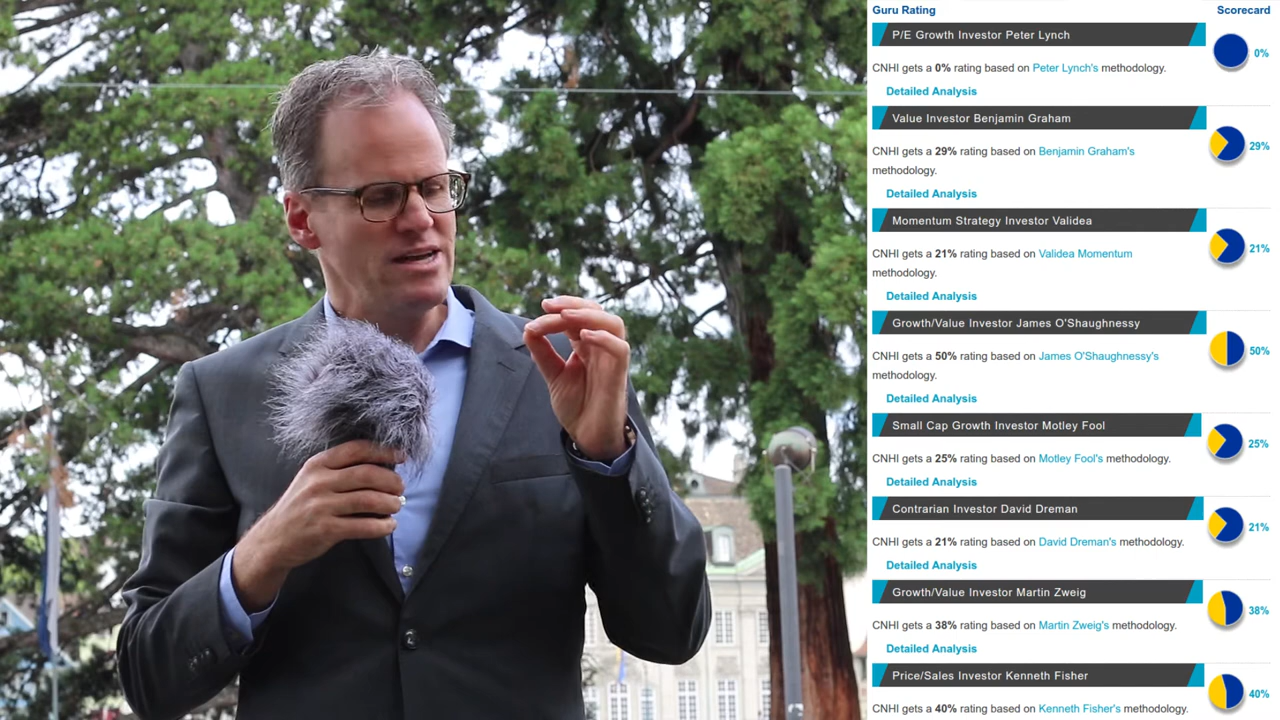 Guru Rating Scorecard
P/E Growth Investor Peter Lynch
0%
CNHI gets a 0% rating based on Peter Lynch's methodology.
Detailed Analysis
Value Investor Benjamin Graham
29%
CNHI gets a 29% rating based on Benjamin Graham's
methodology.
Detailed Analysis
Momentum Strategy Investor Validea
21%
CNHI gets a 21% rating based on Validea Momentum
methodology.
Detailed Analysis
Growth/Value Investor James O'Shaughnessy
50%
CNHI gets a 50% rating based on James O'Shaughnessy's
methodology.
Detailed Analysis
Small Cap Growth Investor Motley Fool
25%
CNHI gets a 25% rating based on Motley Fool's methodology.
Detailed Analysis
Contrarian Investor David Dreman
21%
CNHI gets a 21% rating based on David Dreman's methodology.
Detailed Analysis
Growth/Value Investor Martin Zweig
38%
CNHI gets a 38% rating based on Martin Zweig's methodology.
Detailed Analysis
Price/Sales Investor Kenneth Fisher
40%
CNHI gets a 40% rating based on Kenneth Fisher's methodology.